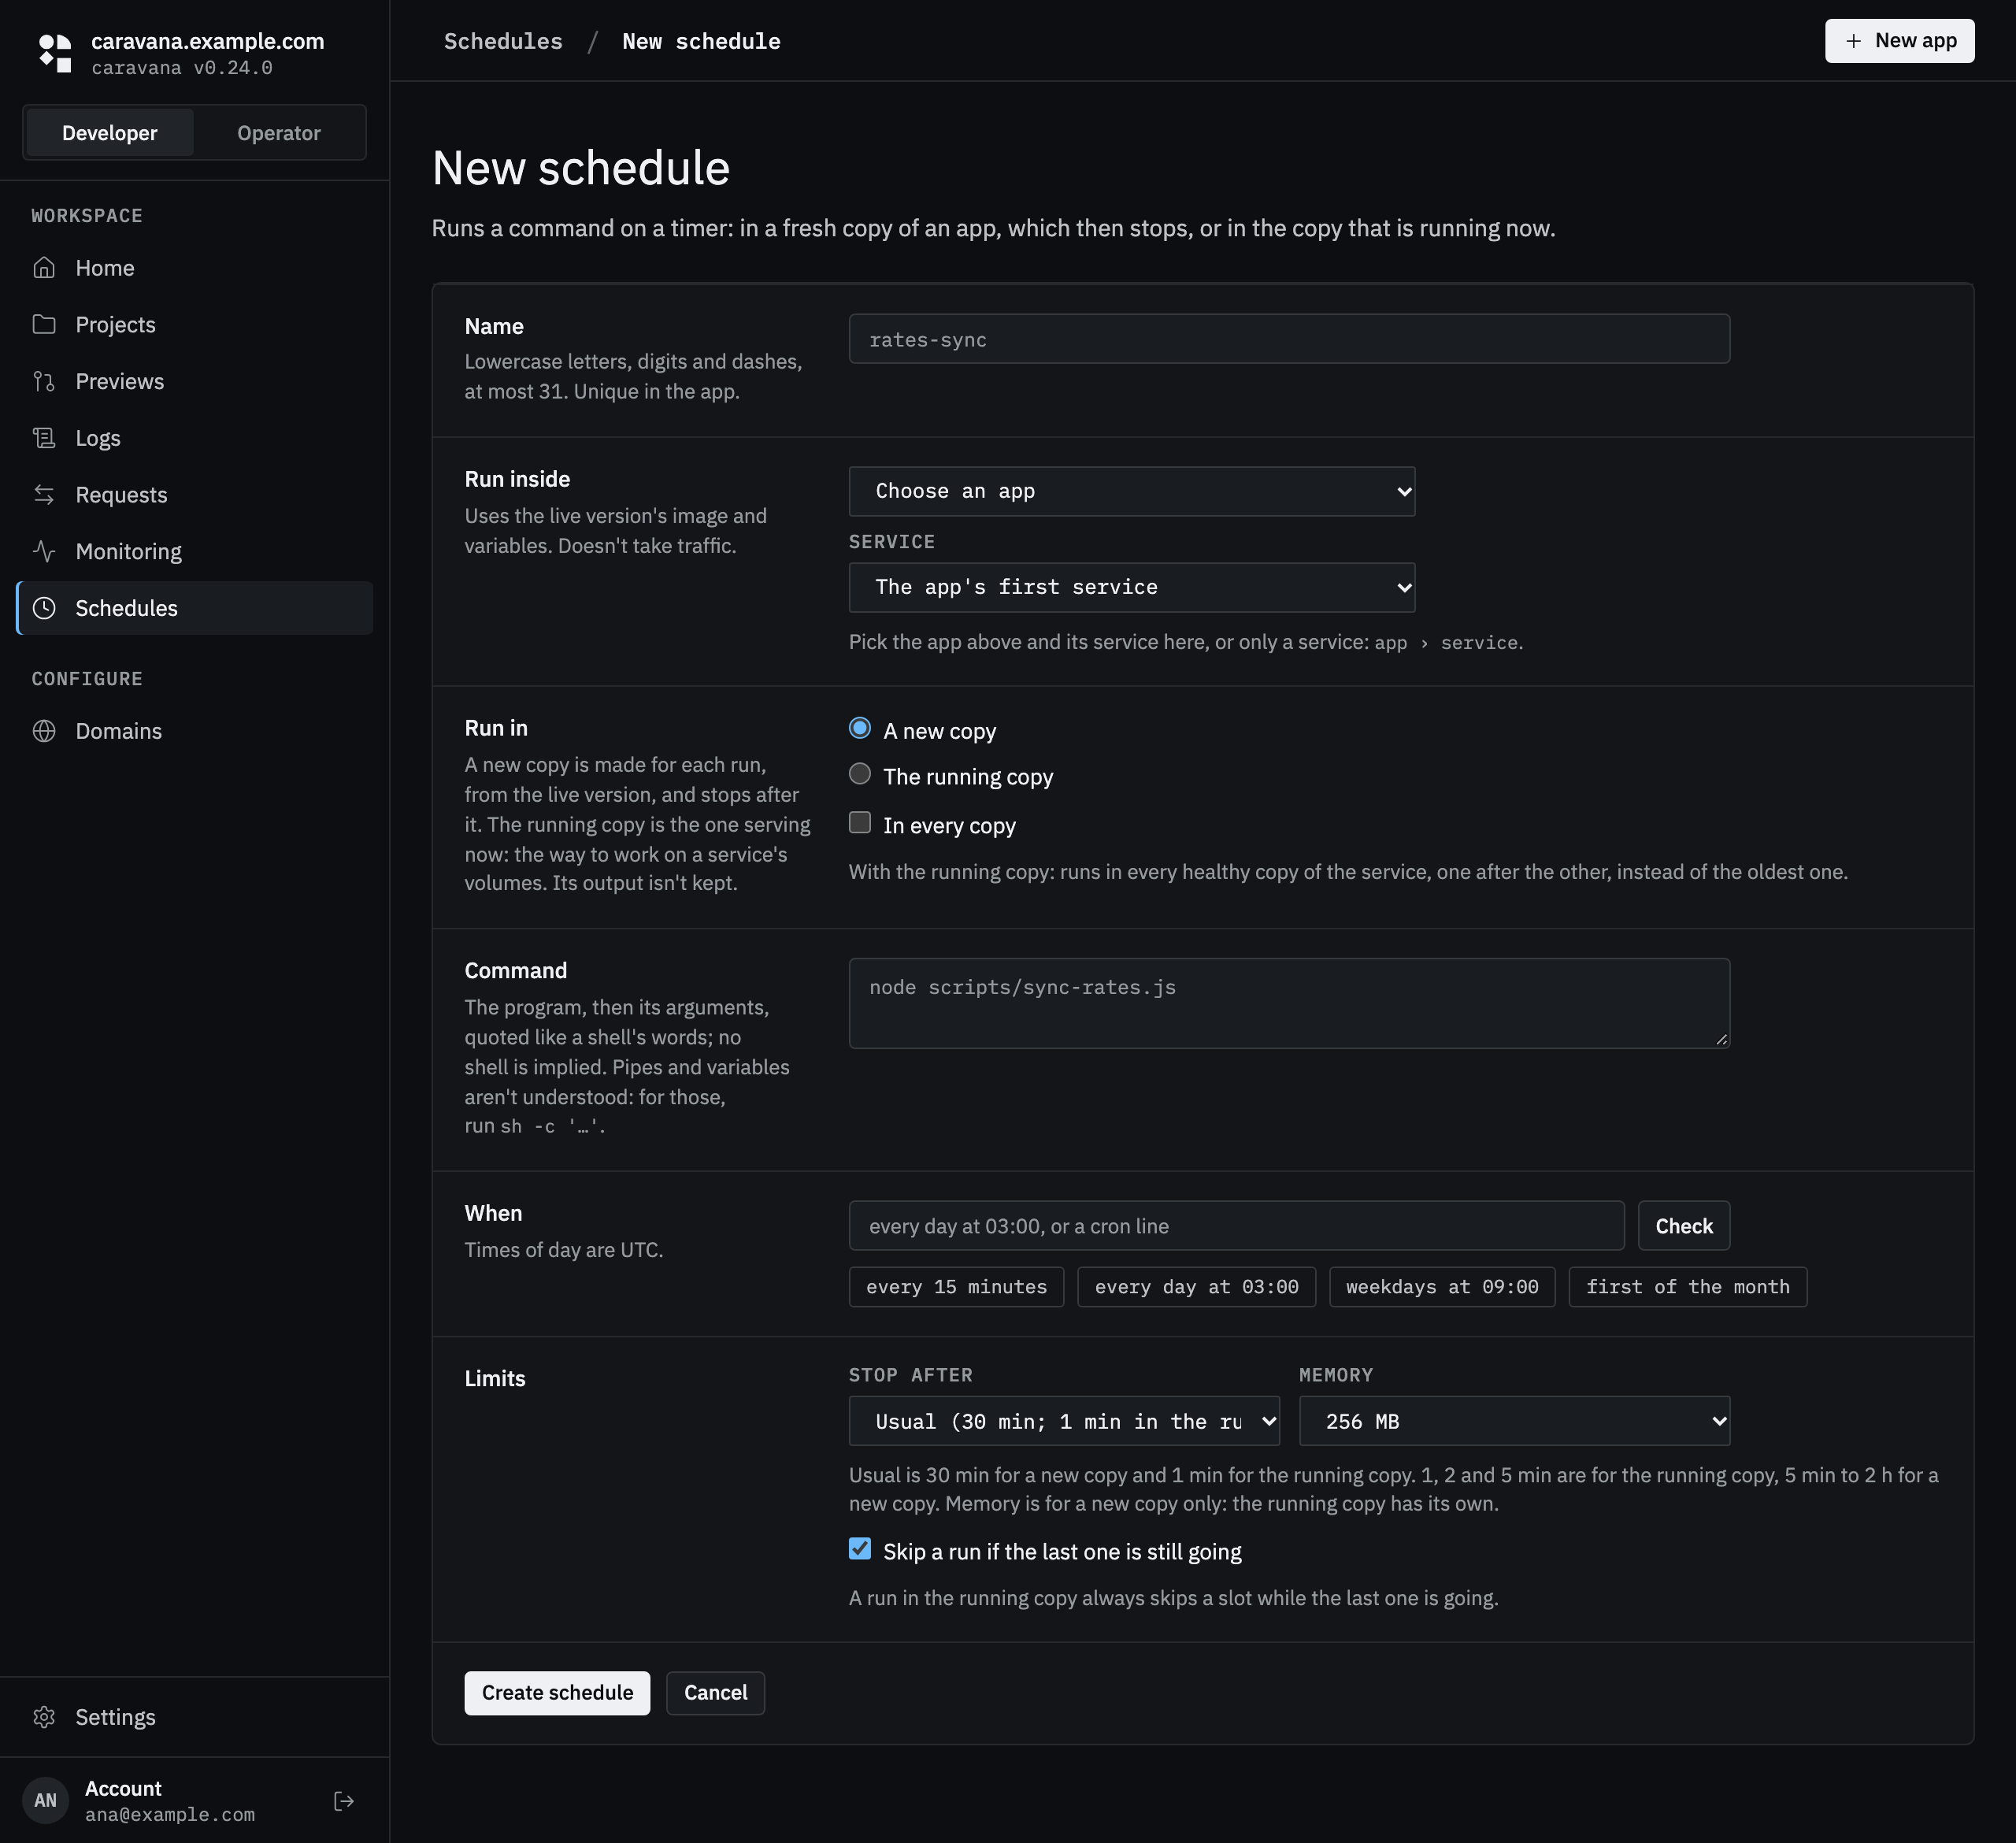 caravana.example.com
caravana v0.24.0
Developer
Operator
WORKSPACE
Home
Projects
Previews
Logs
Requests
Monitoring
Schedules
CONFIGURE
Domains
Settings
AN
Account
ana@example.com
Schedules / New schedule
+ New app
New schedule
Runs a command on a timer: in a fresh copy of an app, which then stops, or in the copy that is running now.
Name
Lowercase letters, digits and dashes,
at most 31. Unique in the app.
rates-sync
Run inside
Uses the live version's image and
variables. Doesn't take traffic.
Choose an app
SERVICE
The app's first service
Pick the app above and its service here, or only a service: app › service.
Run in
A new copy is made for each run,
from the live version, and stops after
it. The running copy is the one serving
now: the way to work on a service's
volumes. Its output isn't kept.
A new copy
The running copy
In every copy
With the running copy: runs in every healthy copy of the service, one after the other, instead of the oldest one.
Command
The program, then its arguments,
quoted like a shell's words; no
shell is implied. Pipes and variables
aren't understood: for those,
run sh -c '…'.
node scripts/sync-rates.js
When
Times of day are UTC.
every day at 03:00, or a cron line
Check
every 15 minutes
every day at 03:00
weekdays at 09:00
first of the month
Limits
STOP AFTER
Usual (30 min; 1 min in the ru
MEMORY
256 MB
Usual is 30 min for a new copy and 1 min for the running copy. 1, 2 and 5 min are for the running copy, 5 min to 2 h for a
new copy. Memory is for a new copy only: the running copy has its own.
Skip a run if the last one is still going
A run in the running copy always skips a slot while the last one is going.
Create schedule
Cancel